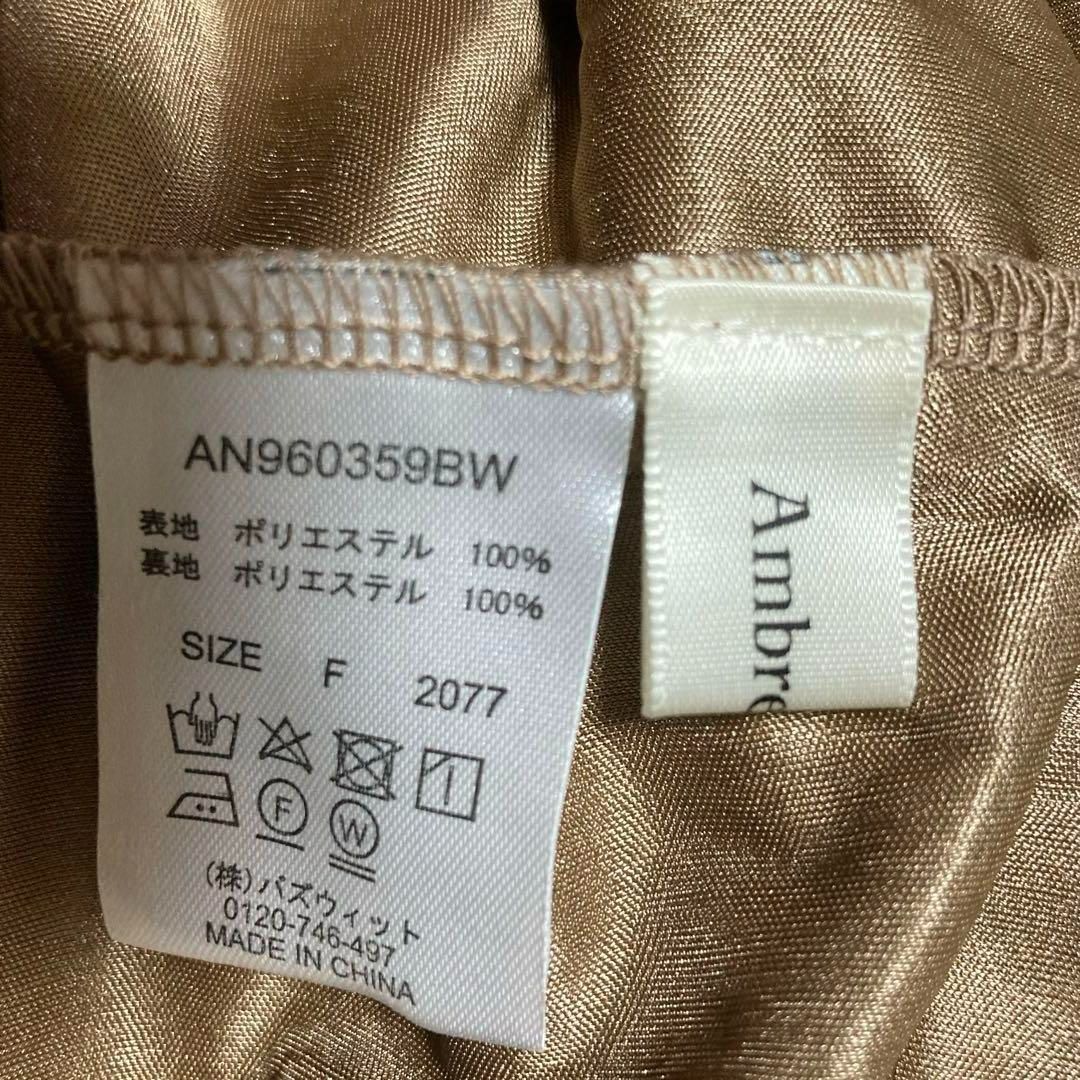 AN960359BW
表地 ポリエステル 100%
裏地 ポリエステル 100%
SIZE F 2077
F W
(株)バズウィット
0120-746-497
MADE IN CHINA
Ambre